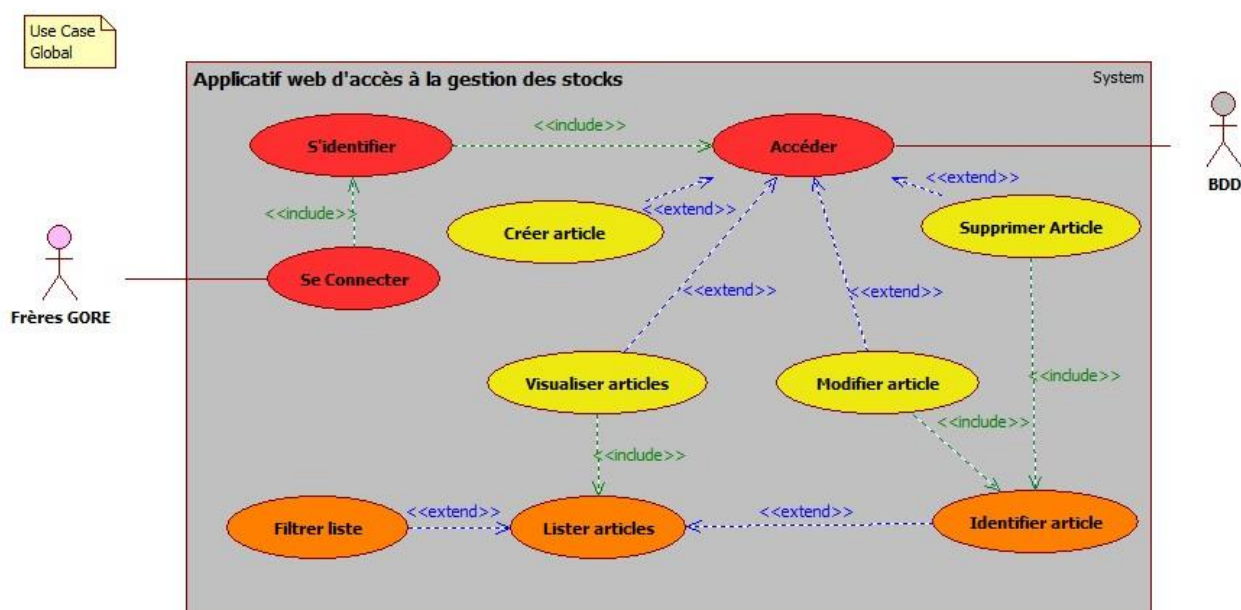 Use Case
Global
Applicatif web d'accès à la gestion des stocks
System
S'identifier
<<include>>
Accéder
<<extend>>
BDD
<<include>>
<<extend>>
Créer article
Supprimer Article
Se Connecter
<<extend>>
<<extend>>
Frères GORE
Visualiser articles
Modifier article
<<include>>
<<include>>
<<include>>
Filtrer liste
<<extend>>
Lister articles
<<extend>>
Identifier article